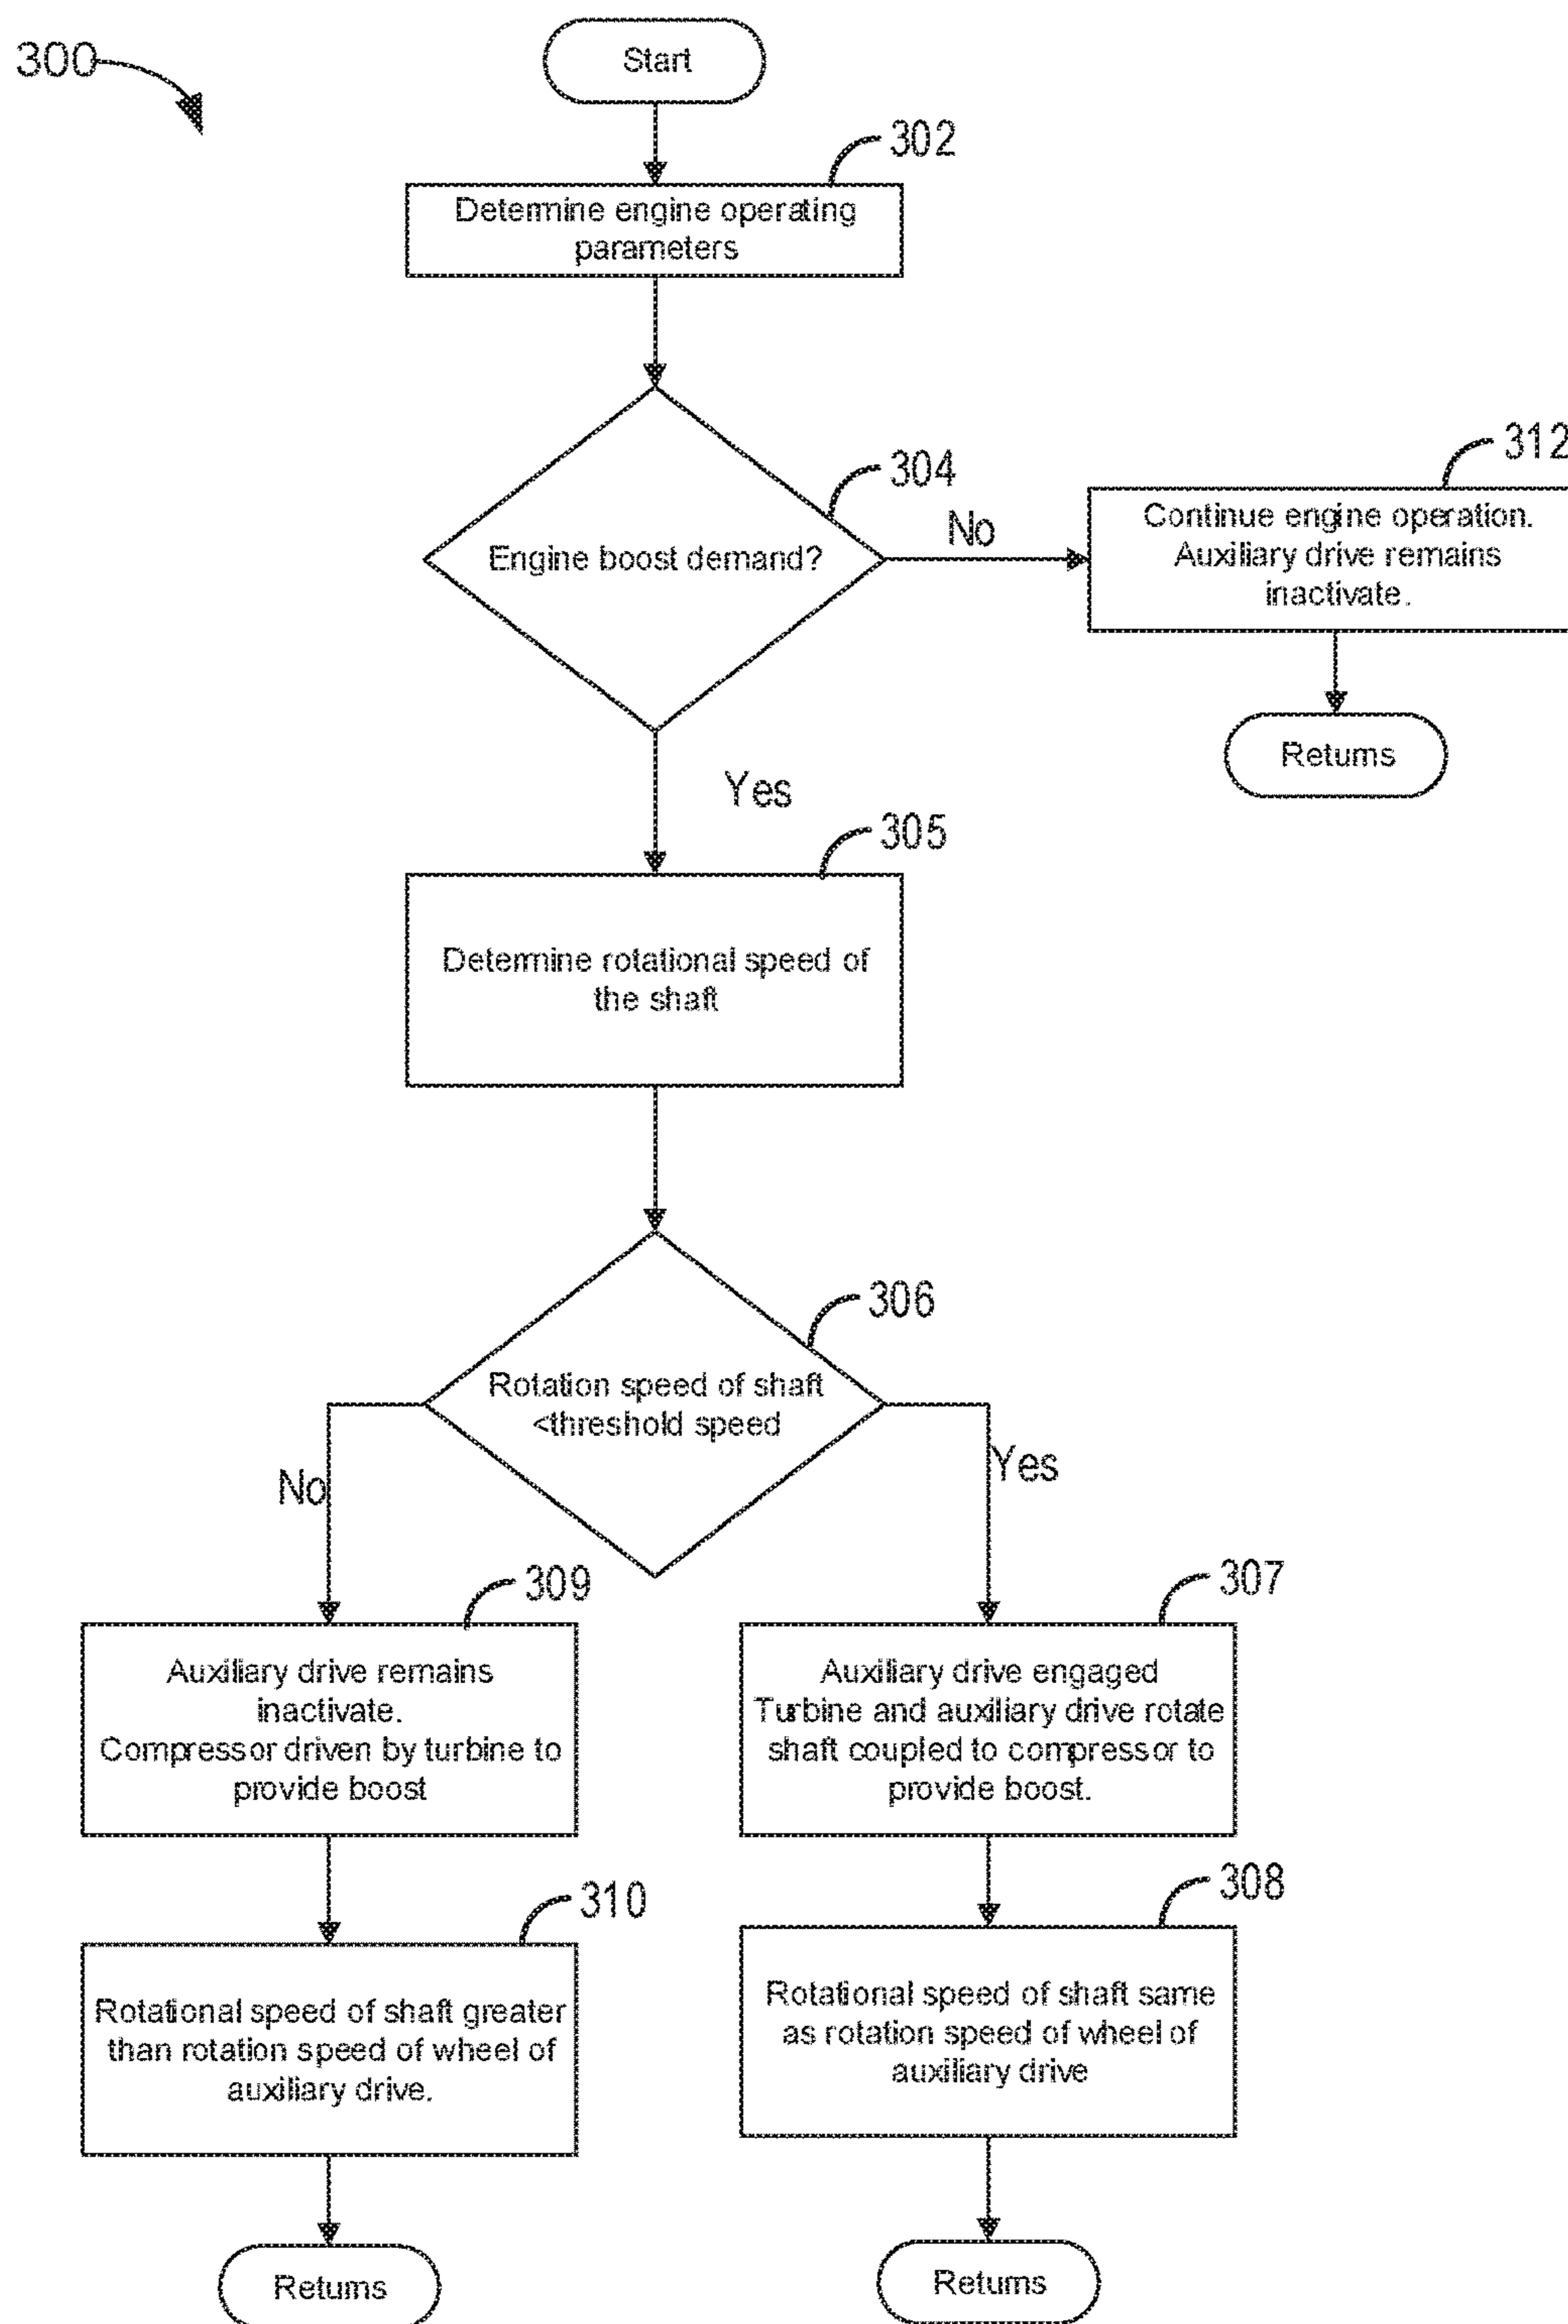 300
Start
302
Determine engine operating
parameters
304
Engine boost demand?
No
312
Continue engine operation.
Auxiliary drive remains
inactivate.
Returns
Yes
305
Determine rotational speed of
the shaft
306
Rotation speed of shaft
<threshold speed
No
Yes
309
Auxiliary drive remains
inactivate.
Compressor driven by turbine to
provide boost
307
Auxiliary drive engaged
Turbine and auxiliary drive rotate
shaft coupled to compressor to
provide boost.
310
Rotational speed of shaft greater
than rotation speed of wheel of
auxiliary drive.
308
Rotational speed of shaft same
as rotation speed of wheel of
auxiliary drive
Returns
Returns